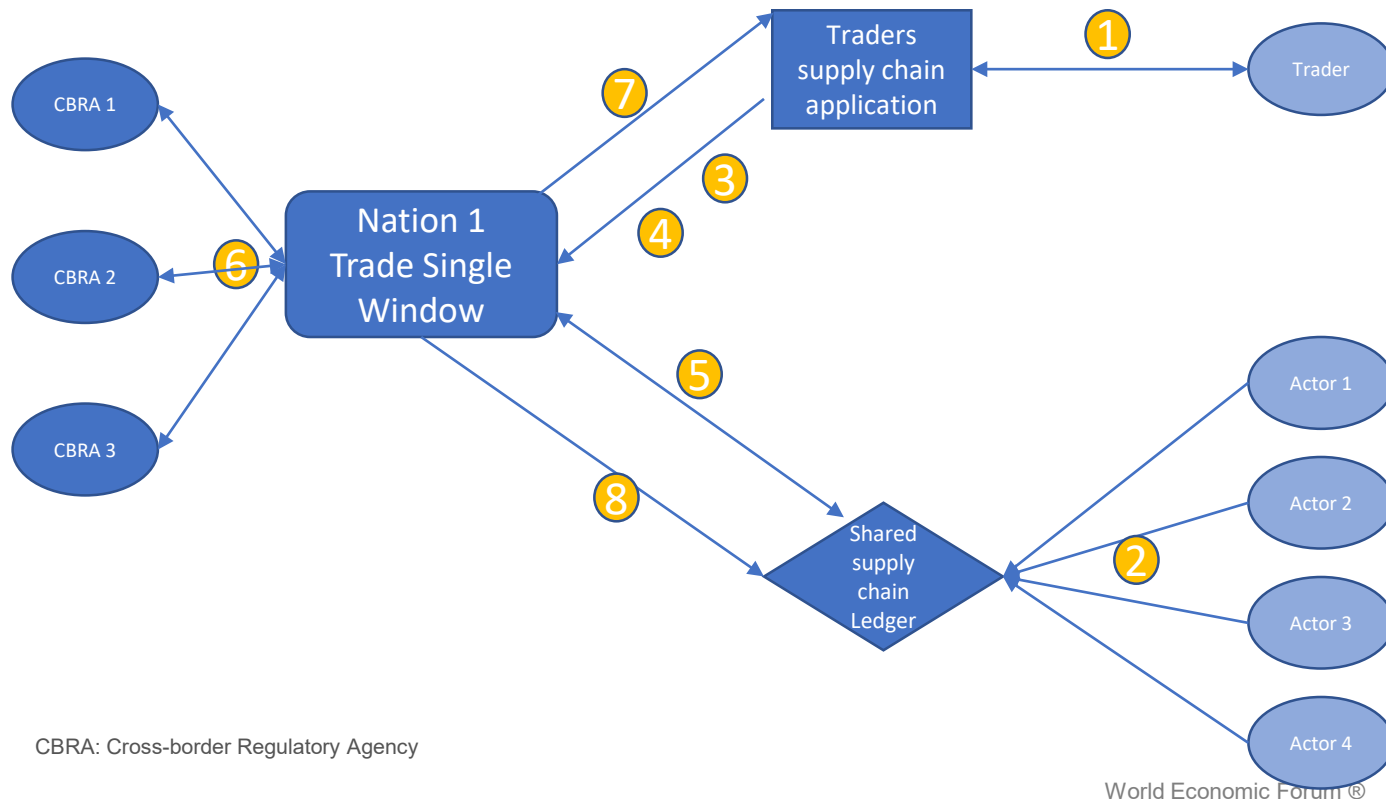 1
Traders
supply chain
application
Trader
7
CBRA 1
3
4
Nation 1
Trade Single
Window
CBRA 2
6
5
CBRA 3
8
Actor 1
Actor 2
2
Shared
supply
chain
Ledger
Actor 3
Actor 4
CBRA: Cross-border Regulatory Agency
World Economic Forum ®